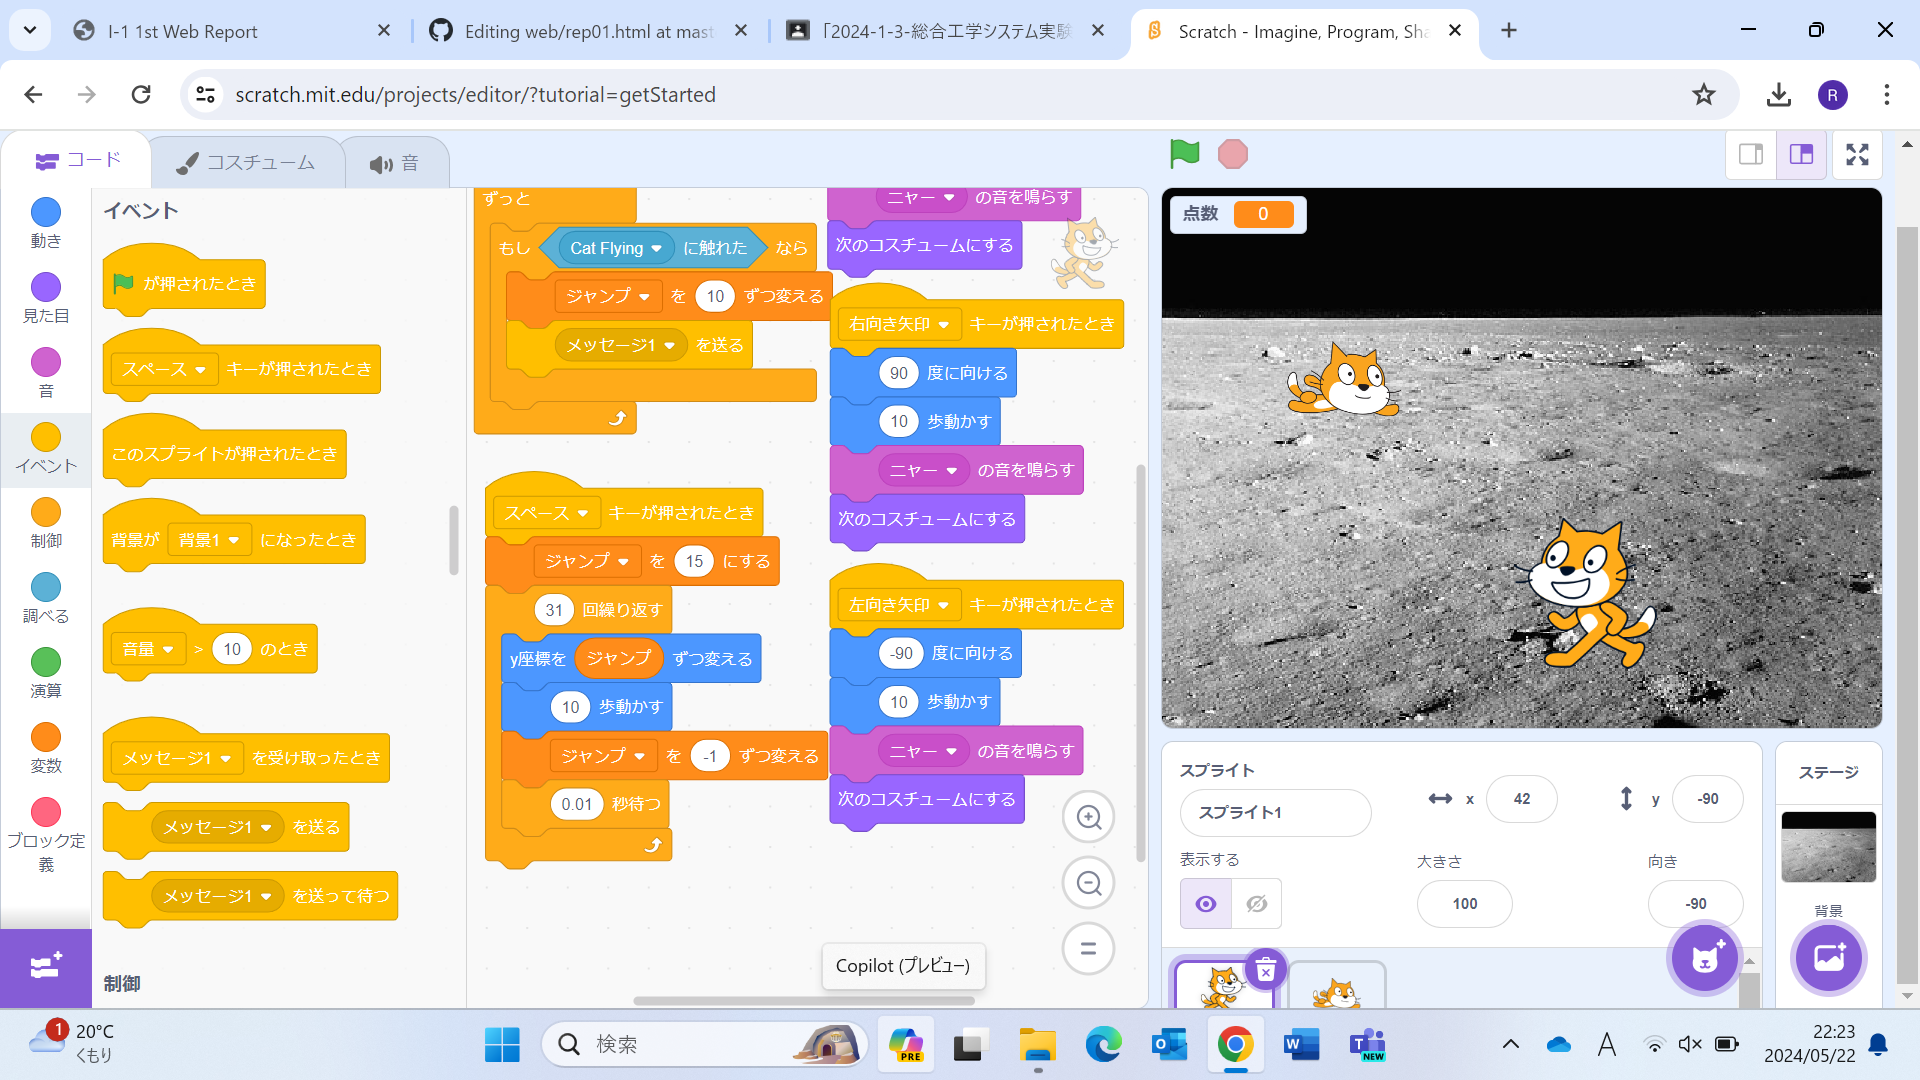 I-1 1st Web Report
Editing web/rep01.html at mast
「2024-1-3-総合工学システム実験
Scratch - Imagine, Program, Sha
scratch.mit.edu/projects/editor/?tutorial=getStarted
R
コード
コスチューム
音
動き
見た目
音
イベント
制御
調べる
演算
変数
ブロック定
義
イベント
が押されたとき
スペース キーが押されたとき
このスプライトが押されたとき
背景が 背景1 になったとき
音量 > 10 のとき
メッセージ1 を受け取ったとき
メッセージ1 を送る
メッセージ1 を送って待つ
制御
ずっと
もし Cat Flying に触れた なら
ジャンプ を 10 ずつ変える
メッセージ1 を送る
スペース キーが押されたとき
ジャンプ を 15 にする
31 回繰り返す
y座標を ジャンプ ずつ変える
10 歩動かす
ジャンプ を -1 ずつ変える
0.01 秒待つ
ニャー の音を鳴らす
次のコスチュームにする
右向き矢印 キーが押されたとき
90 度に向ける
10 歩動かす
ニャー の音を鳴らす
次のコスチュームにする
左向き矢印 キーが押されたとき
-90 度に向ける
10 歩動かす
ニャー の音を鳴らす
次のコスチュームにする
Copilot (プレビュー)
点数 0
スプライト
スプライト1
x 42
y -90
表示する
大きさ
100
向き
-90
ステージ
背景
1
20°C
くもり
検索
PRE
NEW
A
22:23
2024/05/22